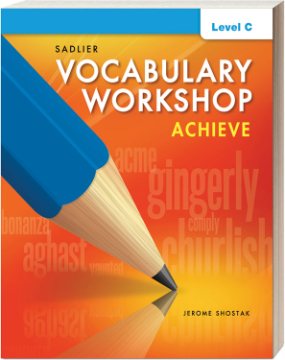 Level C
SADLIER
VOCABULARY
WORKSHOP
ACHIEVE
acme
gingerly
bonanza
comply
aghast
vaunted
churlish
JEROME SHOSTAK